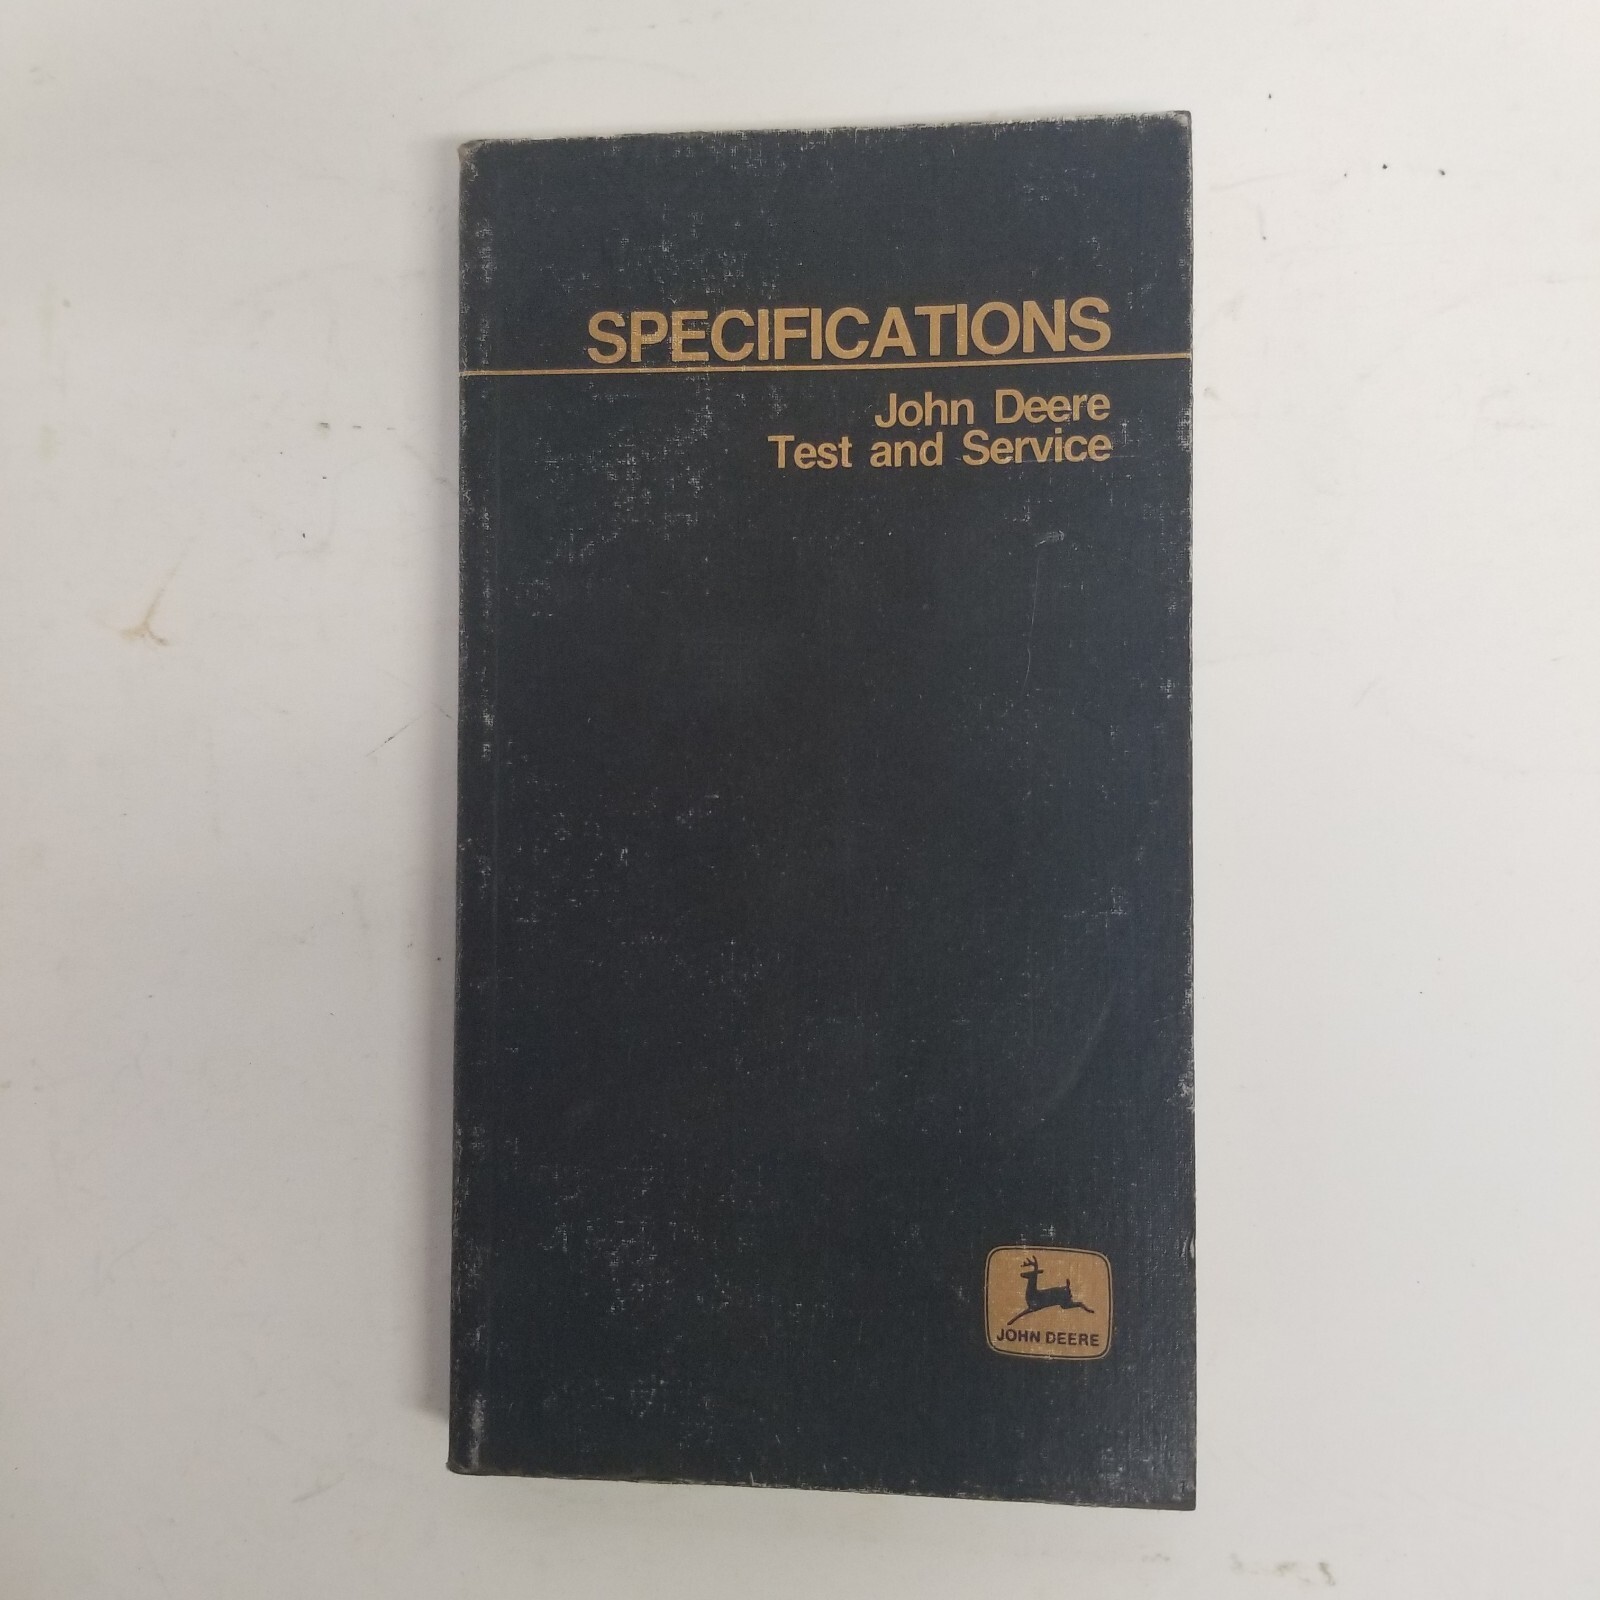 SPECIFICATIONS
John Deere
Test and Service
JOHN DEERE